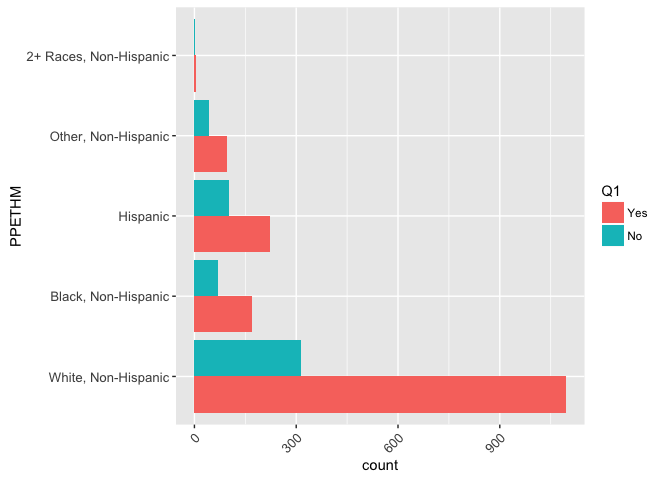 2+ Races, Non-Hispanic
Other, Non-Hispanic
Hispanic
Black, Non-Hispanic
White, Non-Hispanic
PPETHM
0
300
600
900
count
Q1
Yes
No